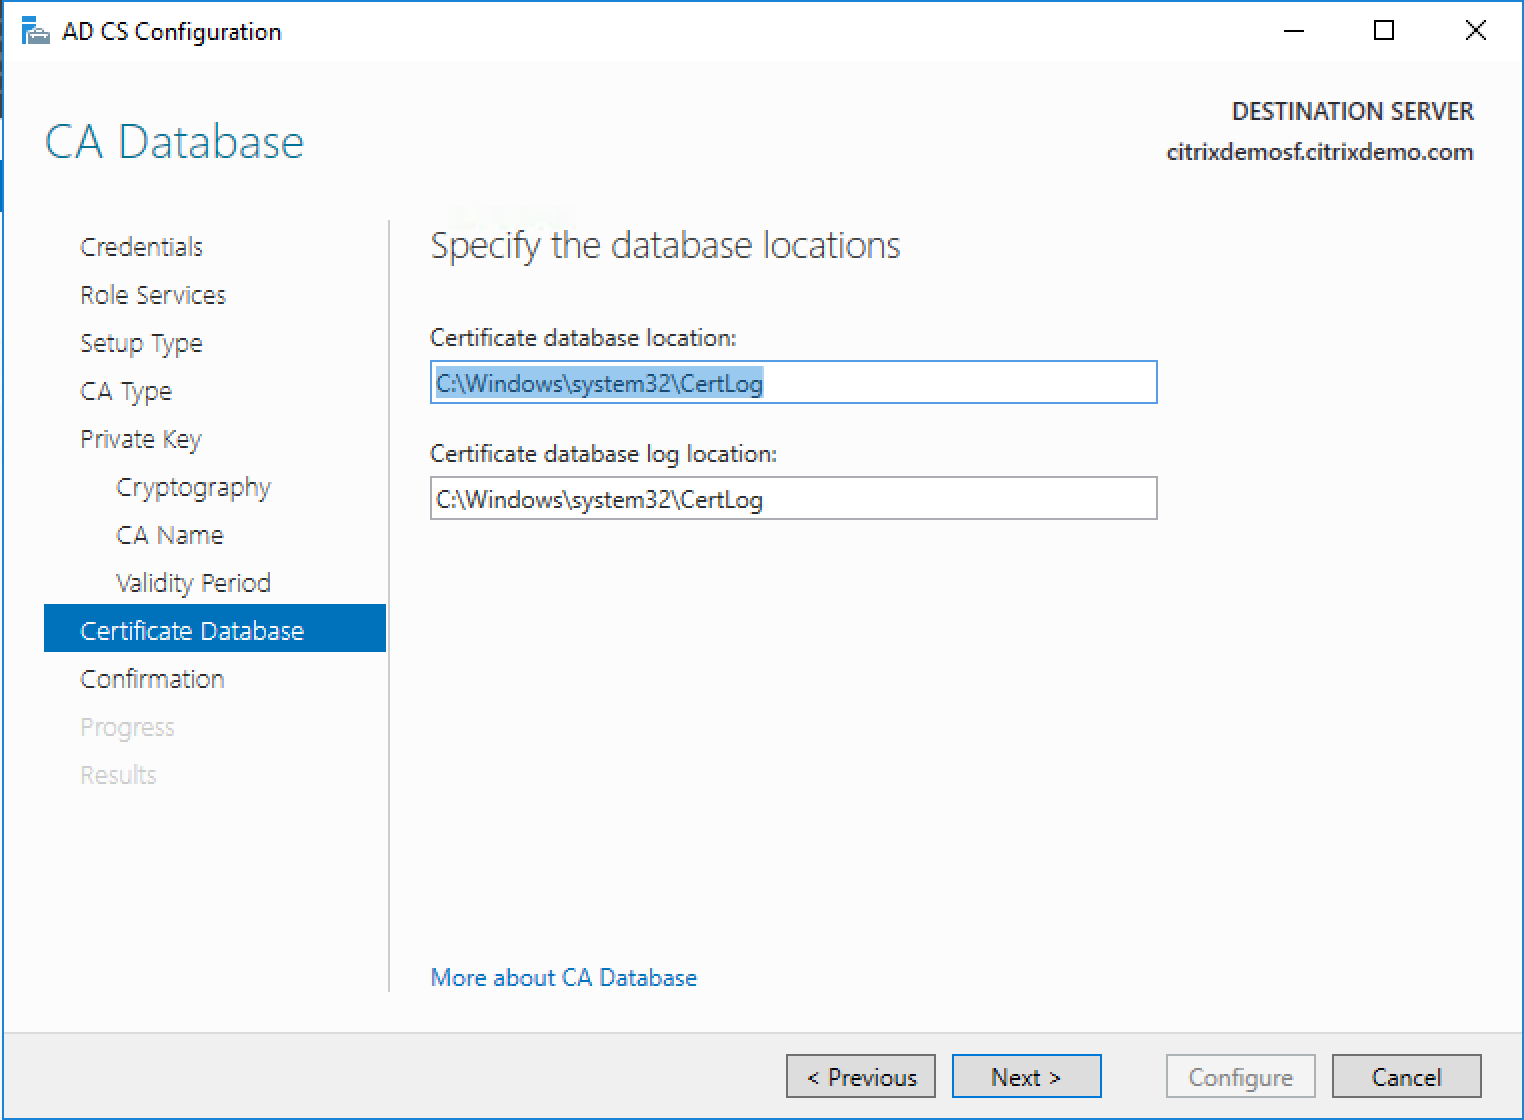 AD CS Configuration
CA Database
DESTINATION SERVER
citrixdemosf.citrixdemo.com
Credentials
Role Services
Setup Type
CA Type
Private Key
Cryptography
CA Name
Validity Period
Certificate Database
Confirmation
Progress
Results
Specify the database locations
Certificate database location:
C:\Windows\system32\CertLog
Certificate database log location:
C:\Windows\system32\CertLog
More about CA Database
< Previous
Next >
Configure
Cancel